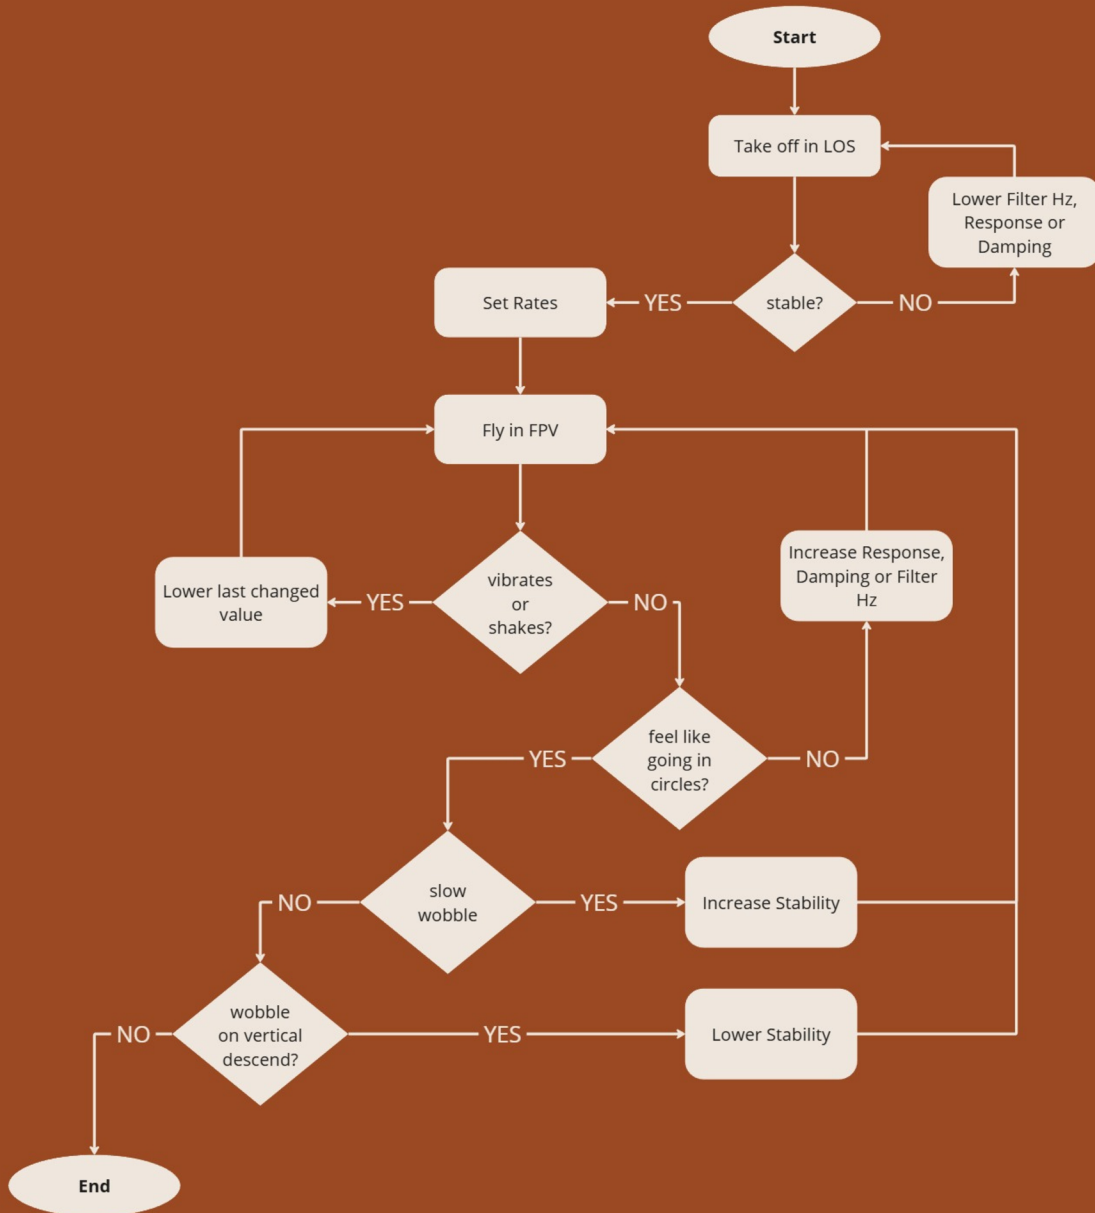 Start
Take off in LOS
Lower Filter Hz,
Response or
Damping
Set Rates
YES
stable?
NO
Fly in FPV
Lower last changed
value
YES
vibrates
or
shakes?
NO
Increase Response,
Damping or Filter
Hz
YES
feel like
going in
circles?
NO
NO
slow
wobble
YES
Increase Stability
NO
wobble
on vertical
descend?
YES
Lower Stability
End